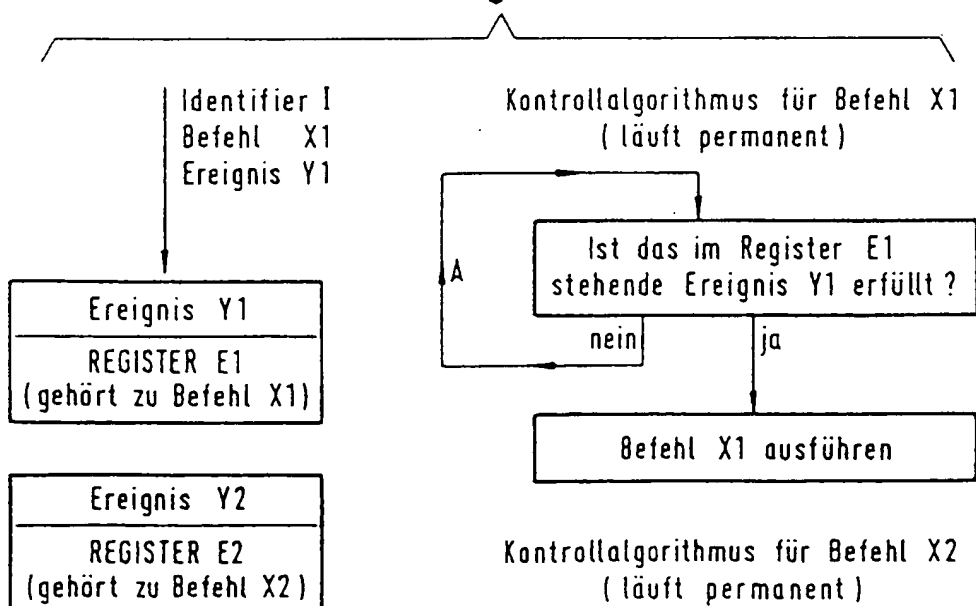 Identifier I
Befehl X1
Ereignis Y1
Ereignis Y1
REGISTER E1
(gehört zu Befehl X1)
Ereignis Y2
REGISTER E2
(gehört zu Befehl X2)
Kontrollalgorithmus für Befehl X1
(läuft permanent)
A
Ist das im Register E1
stehende Ereignis Y1 erfüllt?
nein
ja
Befehl X1 ausführen
Kontrollalgorithmus für Befehl X2
(läuft permanent)